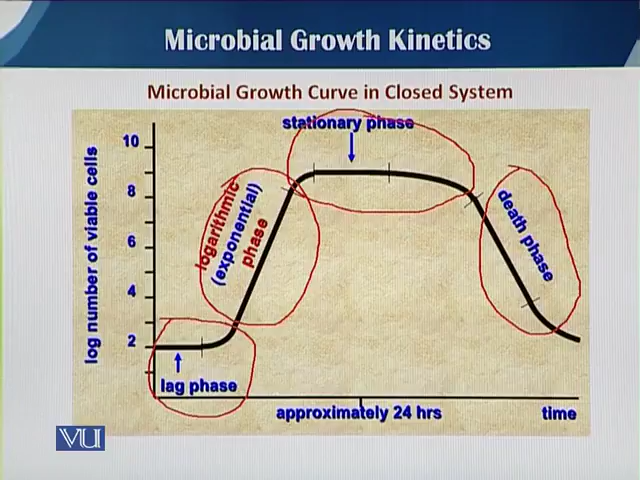 Microbial Growth Kinetics
Microbial Growth Curve in Closed System
stationary phase
10
8
6
4
2
log number of viable cells
logarithmic
(exponential)
phase
death phase
lag phase
approximately 24 hrs
time
VU